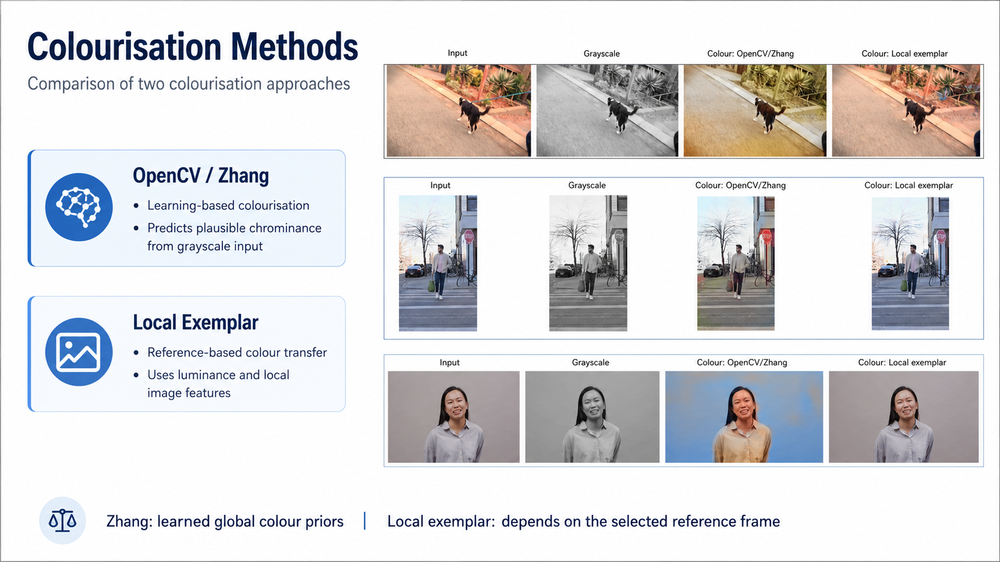 Colourisation Methods
Comparison of two colourisation approaches
OpenCV / Zhang
• Learning-based colourisation
• Predicts plausible chrominance
from grayscale input
Local Exemplar
• Reference-based colour transfer
• Uses luminance and local
image features
Input Grayscale Colour: OpenCV/Zhang Colour: Local exemplar
Input Grayscale Colour: OpenCV/Zhang Colour: Local exemplar
STOP
STOP
STOP
STOP
Input Grayscale Colour: OpenCV/Zhang Colour: Local exemplar
Zhang: learned global colour priors | Local exemplar: depends on the selected reference frame